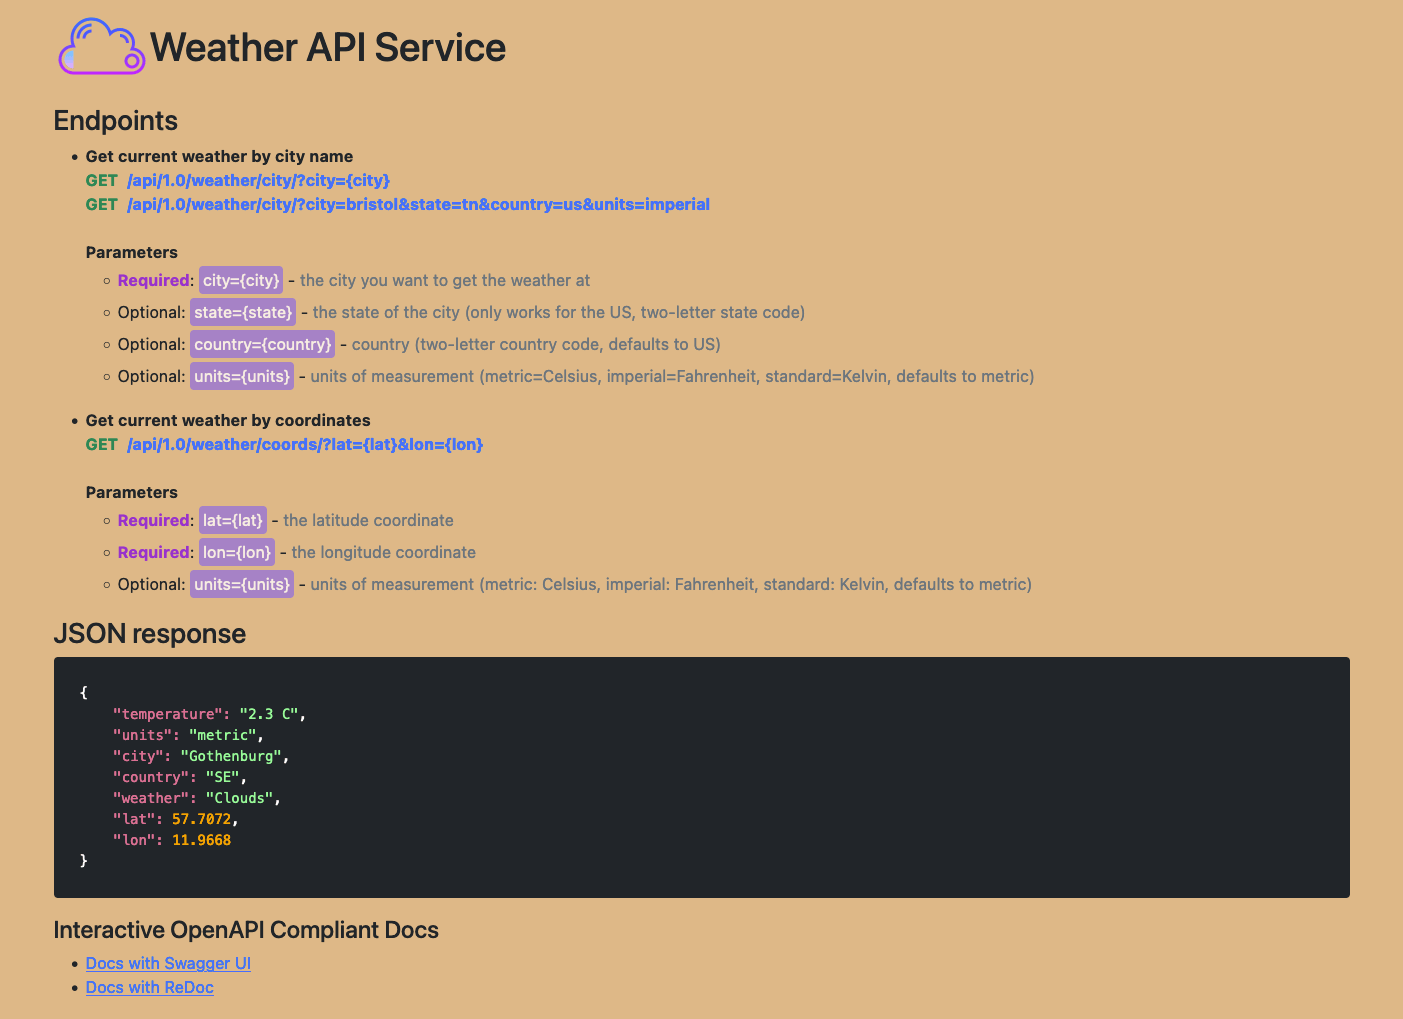 Weather API Service
Endpoints
• Get current weather by city name
GET /api/1.0/weather/city/?city={city}
GET /api/1.0/weather/city/?city=bristol&state=tn&country=us&units=imperial
Parameters
○ Required: city={city} - the city you want to get the weather at
○ Optional: state={state} - the state of the city (only works for the US, two-letter state code)
○ Optional: country={country} - country (two-letter country code, defaults to US)
○ Optional: units={units} - units of measurement (metric=Celsius, imperial=Fahrenheit, standard=Kelvin, defaults to metric)
• Get current weather by coordinates
GET /api/1.0/weather/coords/?lat={lat}&lon={lon}
Parameters
○ Required: lat={lat} - the latitude coordinate
○ Required: lon={lon} - the longitude coordinate
○ Optional: units={units} - units of measurement (metric: Celsius, imperial: Fahrenheit, standard: Kelvin, defaults to metric)
JSON response
{
"temperature": "2.3 C",
"units": "metric",
"city": "Gothenburg",
"country": "SE",
"weather": "Clouds",
"lat": 57.7072,
"lon": 11.9668
}
Interactive OpenAPI Compliant Docs
• Docs with Swagger UI
• Docs with ReDoc